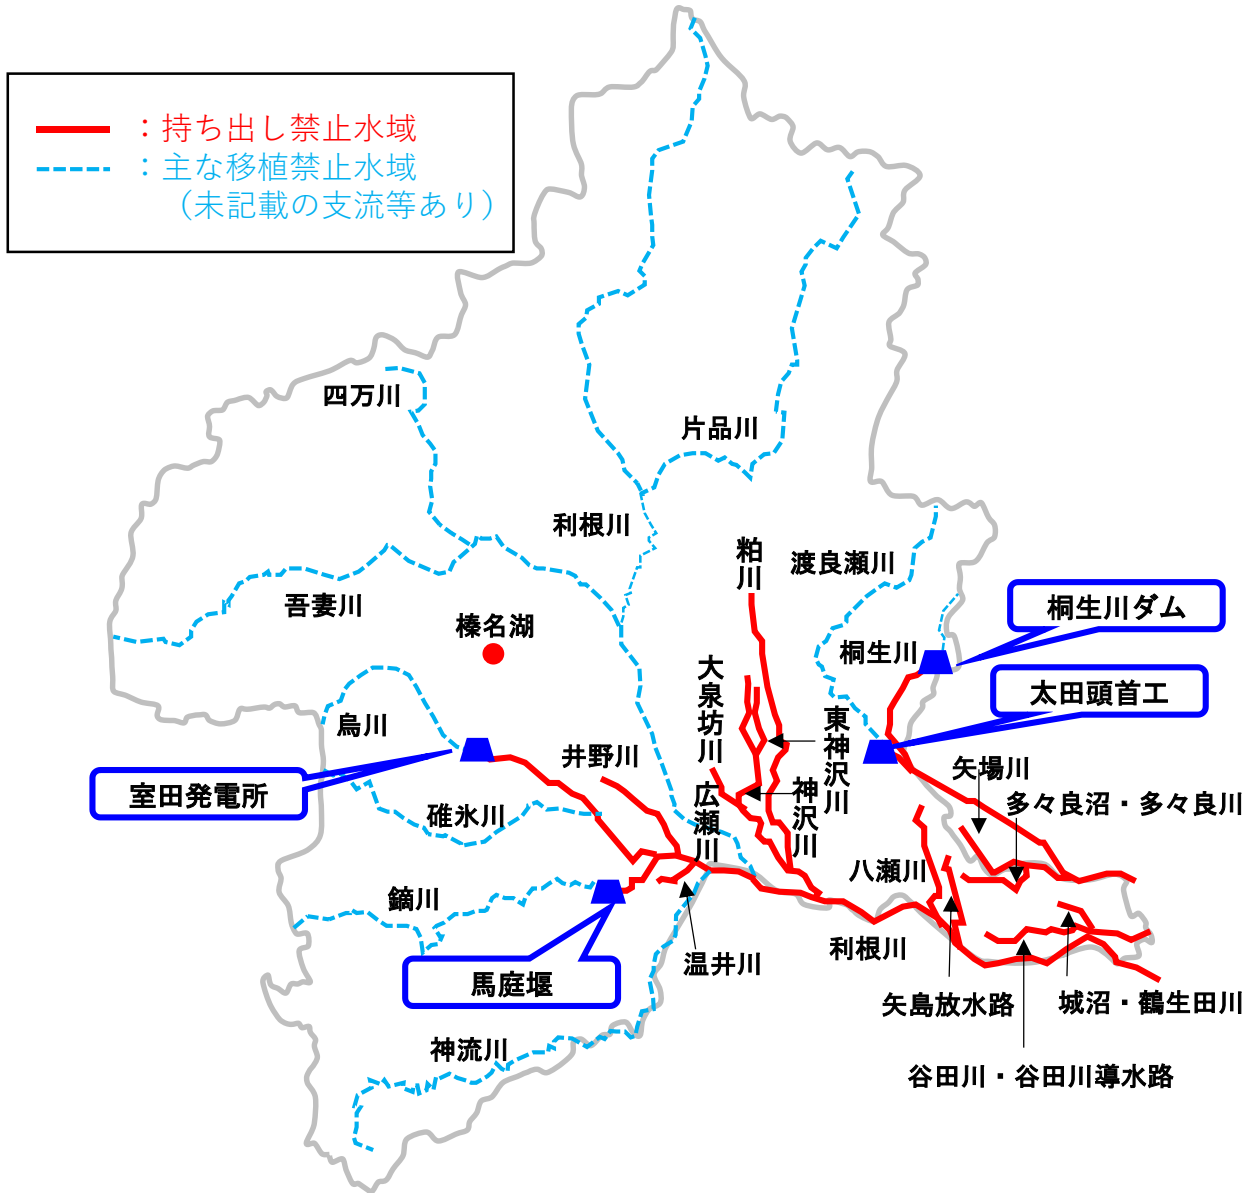 ：持ち出し禁止水域
：主な移植禁止水域
（未記載の支流等あり）
四万川
片品川
利根川
粕川
渡良瀬川
桐生川ダム
吾妻川
榛名湖
桐生川
大泉坊川
太田頭首工
烏川
東神沢川
井野川
矢場川
室田発電所
広瀬川
神沢川
多々良沼・多々良川
碓氷川
八瀬川
鏑川
利根川
温井川
馬庭堰
矢島放水路
城沼・鶴生田川
神流川
谷田川・谷田川導水路